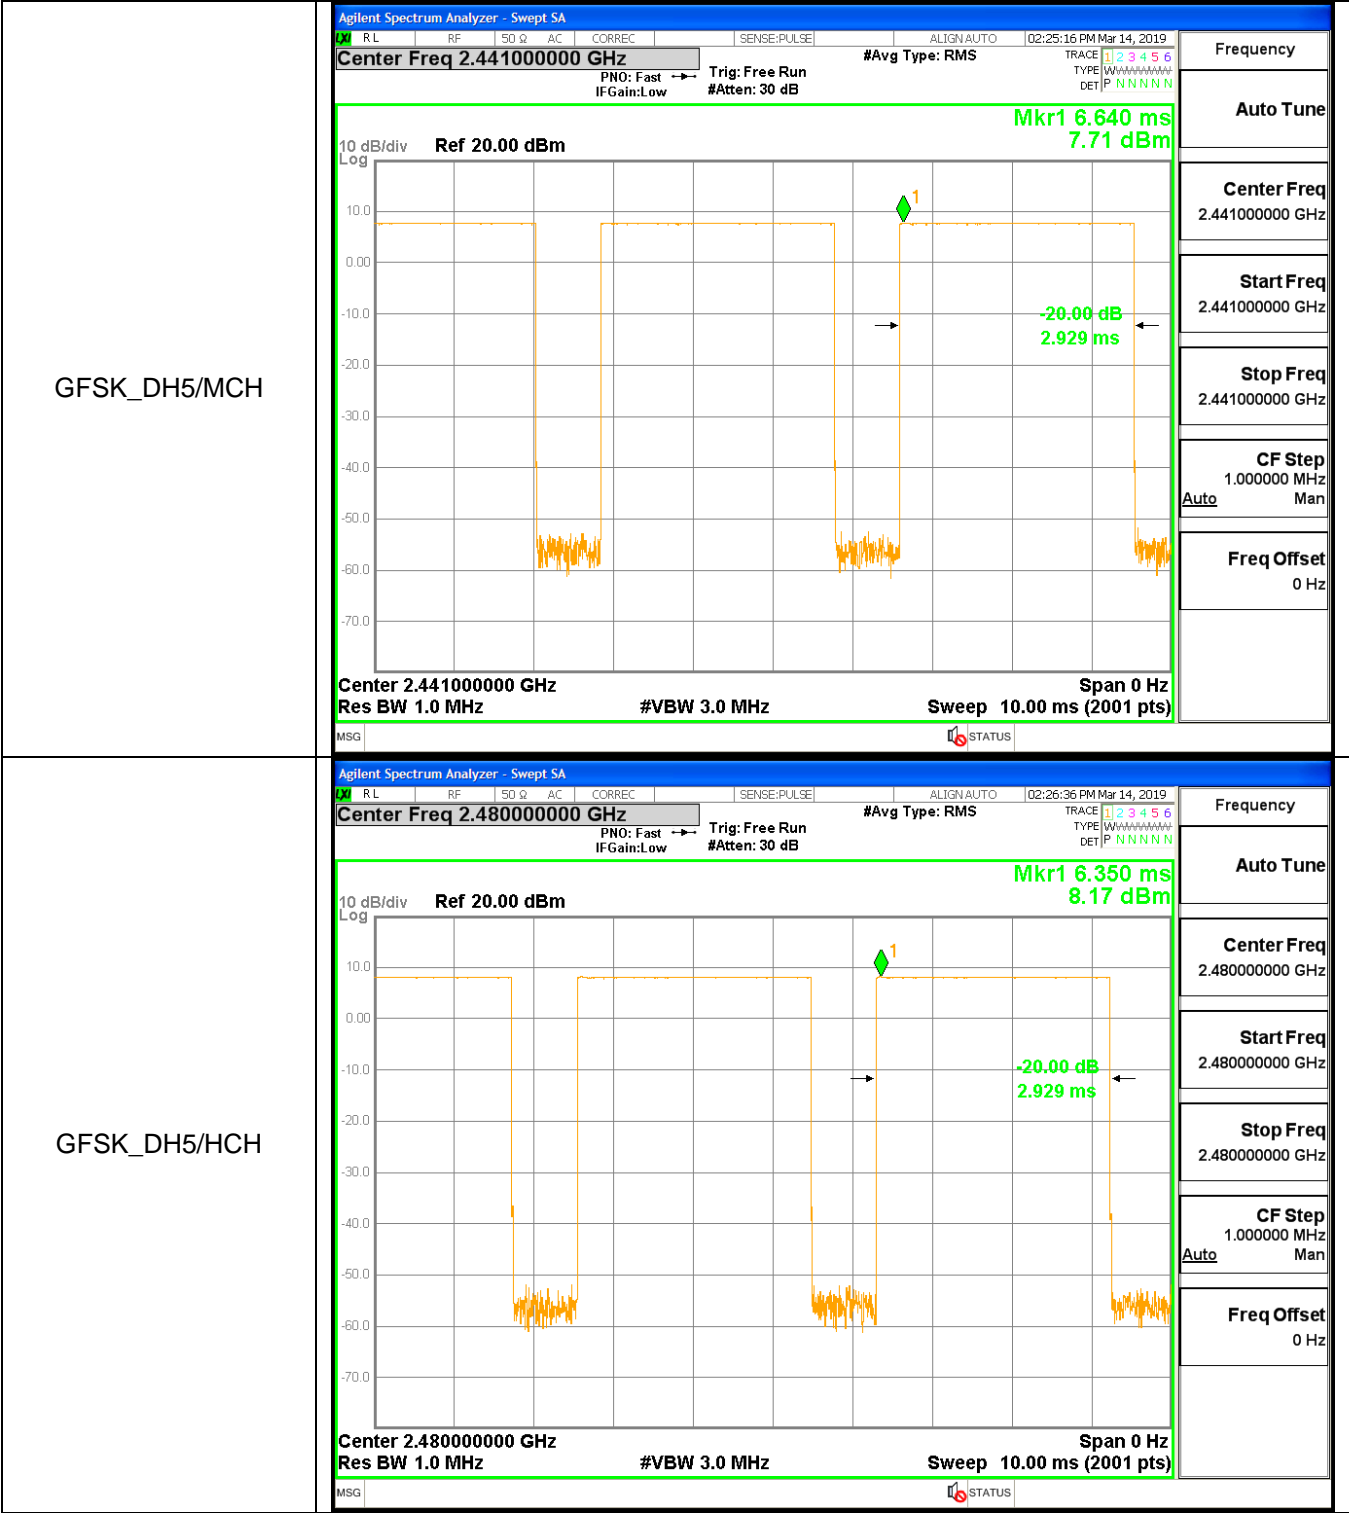 GFSK_DH5/MCH
Agilent Spectrum Analyzer - Swept SA
LXI RL RF 50 Ω AC CORREC SENSE:PULSE ALIGN AUTO 02:25:16 PM Mar 14, 2019
Center Freq 2.441000000 GHz
#Avg Type: RMS
TRACE 1 2 3 4 5 6
PNO: Fast Trig: Free Run
TYPE W
IFGain:Low #Atten: 30 dB
DET P N N N N N
Mkr1 6.640 ms
7.71 dBm
10 dB/div Ref 20.00 dBm
Log
1
10.0
0.00
-10.0
-20.00 dB
2.929 ms
-20.0
-30.0
-40.0
-50.0
-60.0
-70.0
Center 2.441000000 GHz Span 0 Hz
Res BW 1.0 MHz #VBW 3.0 MHz Sweep 10.00 ms (2001 pts)
MSG STATUS
Frequency
Auto Tune
Center Freq
2.441000000 GHz
Start Freq
2.441000000 GHz
Stop Freq
2.441000000 GHz
CF Step
1.000000 MHz
Auto Man
Freq Offset
0 Hz
GFSK_DH5/HCH
Agilent Spectrum Analyzer - Swept SA
LXI RL RF 50 Ω AC CORREC SENSE:PULSE ALIGN AUTO 02:26:36 PM Mar 14, 2019
Center Freq 2.480000000 GHz
#Avg Type: RMS
TRACE 1 2 3 4 5 6
PNO: Fast Trig: Free Run
TYPE W
IFGain:Low #Atten: 30 dB
DET P N N N N N
Mkr1 6.350 ms
8.17 dBm
10 dB/div Ref 20.00 dBm
Log
1
10.0
0.00
-10.0
-20.00 dB
2.929 ms
-20.0
-30.0
-40.0
-50.0
-60.0
-70.0
Center 2.480000000 GHz Span 0 Hz
Res BW 1.0 MHz #VBW 3.0 MHz Sweep 10.00 ms (2001 pts)
MSG STATUS
Frequency
Auto Tune
Center Freq
2.480000000 GHz
Start Freq
2.480000000 GHz
Stop Freq
2.480000000 GHz
CF Step
1.000000 MHz
Auto Man
Freq Offset
0 Hz